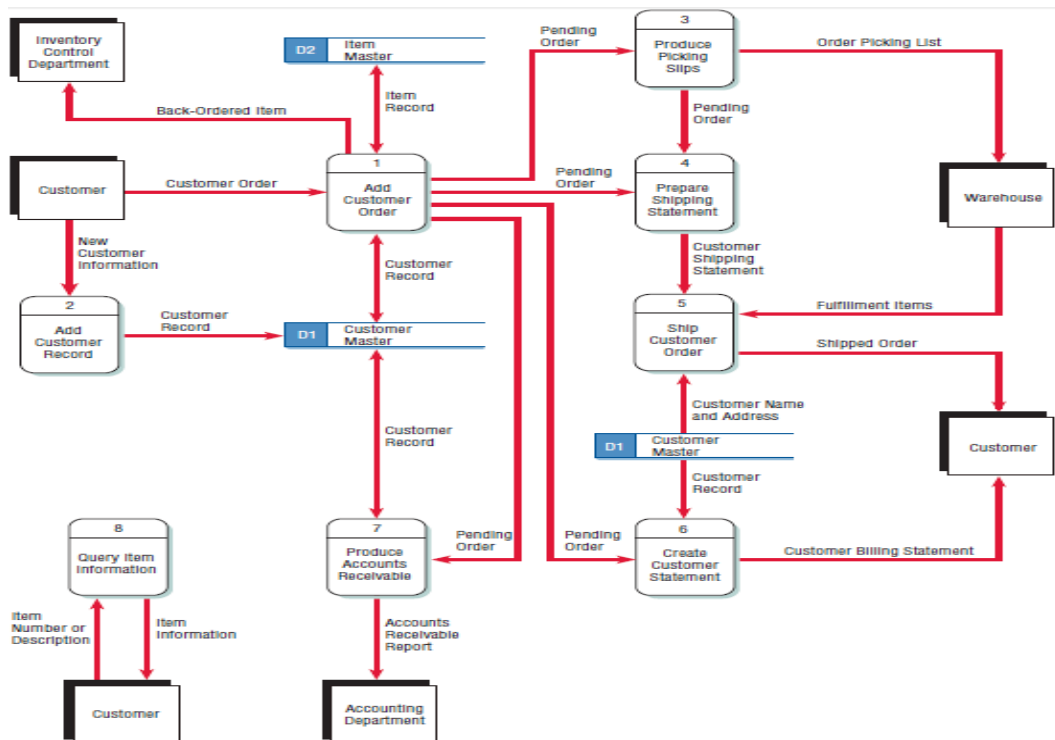 Inventory
Control
Department
D2
Item
Master
Pending
Order
3
Produce
Picking
Slips
Order Picking List
Back-Ordered Item
Item
Record
Pending
Order
Customer
Customer Order
1
Add
Customer
Order
Pending
Order
4
Prepare
Shipping
Statement
Warehouse
New
Customer
Information
Customer
Record
Customer
Shipping
Statement
2
Add
Customer
Record
Customer
Record
D1
Customer
Master
5
Ship
Customer
Order
Fulfillment Items
Shipped Order
Customer
Record
Customer Name
and Address
D1
Customer
Master
Customer
Customer
Record
8
Query Item
Information
7
Produce
Accounts
Receivable
Pending
Order
Pending
Order
6
Create
Customer
Statement
Customer Billing Statement
Item
Number or
Description
Item
Information
Accounts
Receivable
Report
Customer
Accounting
Department